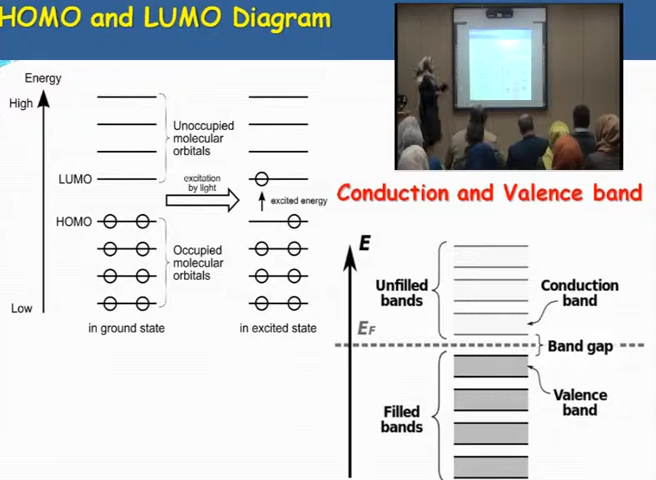 HOMO and LUMO Diagram
Energy
High
Unoccupied
molecular
orbitals
LUMO
excitation
by light
excited energy
HOMO
Occupied
molecular
orbitals
Low
in ground state
in excited state
Conduction and Valence band
E
Unfilled
bands
Conduction
band
EF
Band gap
Valence
band
Filled
bands